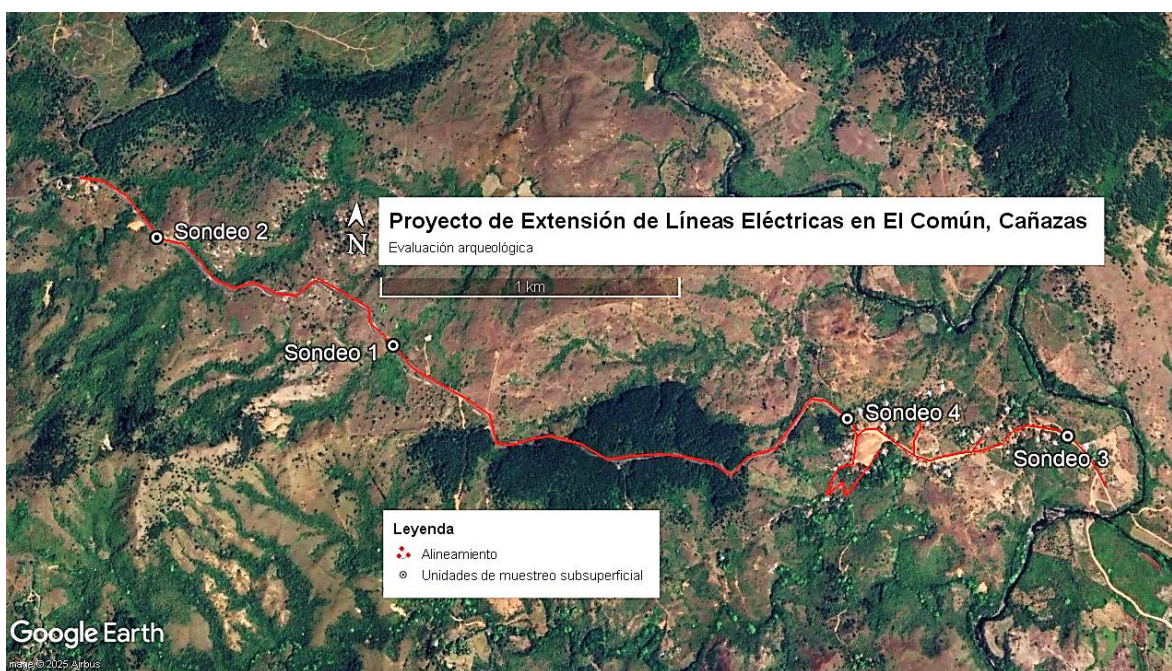 Sondeo 2
N
Proyecto de Extensión de Líneas Eléctricas en El Común, Cañazas
Evaluación arqueológica
1 km
Sondeo 1
Sondeo 4
Sondeo 3
Leyenda
Alineamiento
Unidades de muestreo subsuperficial
Google Earth
Image © 2025 Airbus